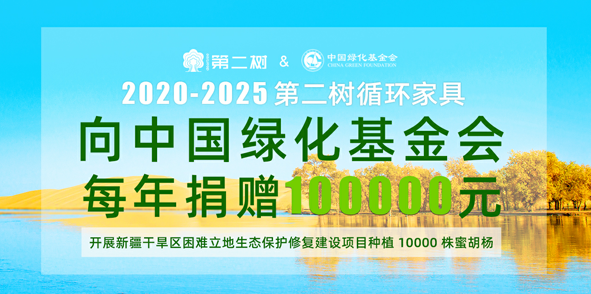 第二树 & 中国绿化基金会
CHINA GREEN FOUNDATION
2020-2025 第二树循环家具
向中国绿化基金会
每年捐赠100000元
开展新疆干旱区困难立地生态保护修复建设项目种植 10000 株蜜胡杨